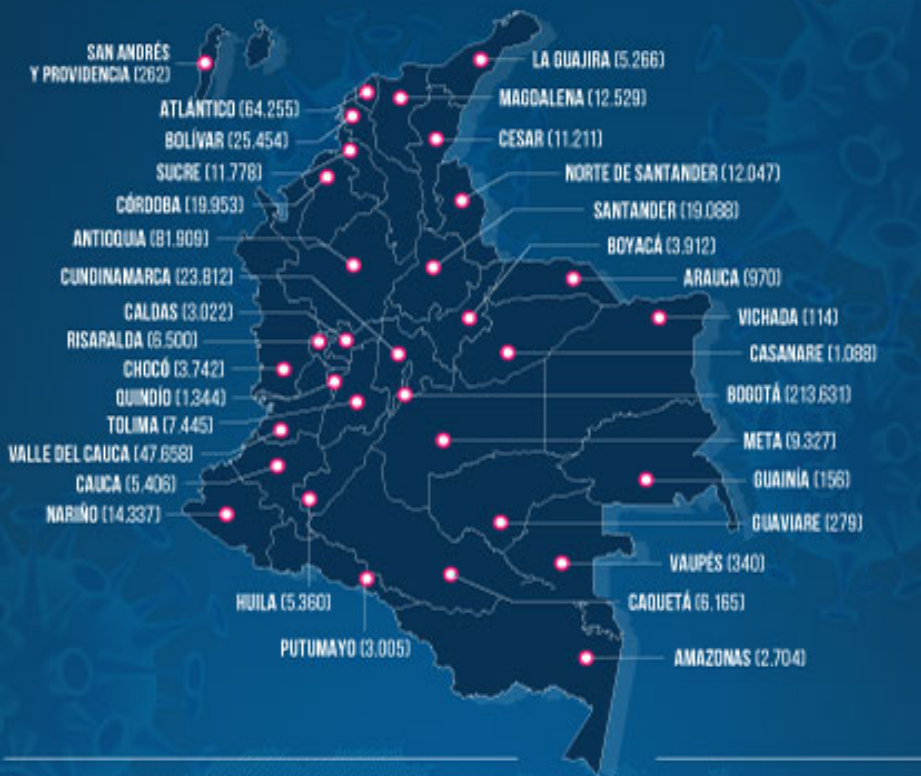 SAN ANDRÉS
Y PROVIDENCIA (262)
ATLÁNTICO (64.255)
BOLÍVAR (25.454)
SUCRE (11.778)
CÓRDOBA (19.953)
ANTIOQUIA (81.909)
CUNDINAMARCA (23.812)
CALDAS (3.022)
RISARALDA (6.500)
CHOCÓ (3.742)
QUINDÍO (1.344)
TOLIMA (7.445)
VALLE DEL CAUCA (47.658)
CAUCA (5.406)
NARIÑO (14.337)
HUILA (5.360)
PUTUMAYO (3.005)
LA GUAJIRA (5.266)
MAGDALENA (12.529)
CESAR (11.211)
NORTE DE SANTANDER (12.047)
SANTANDER (19.088)
BOYACÁ (3.912)
ARAUCA (970)
VICHADA (114)
CASANARE (1.088)
BOGOTÁ (213.631)
META (9.327)
GUAINÍA (156)
GUAVIARE (279)
VAUPÉS (340)
CAQUETÁ (6.165)
AMAZONAS (2.704)